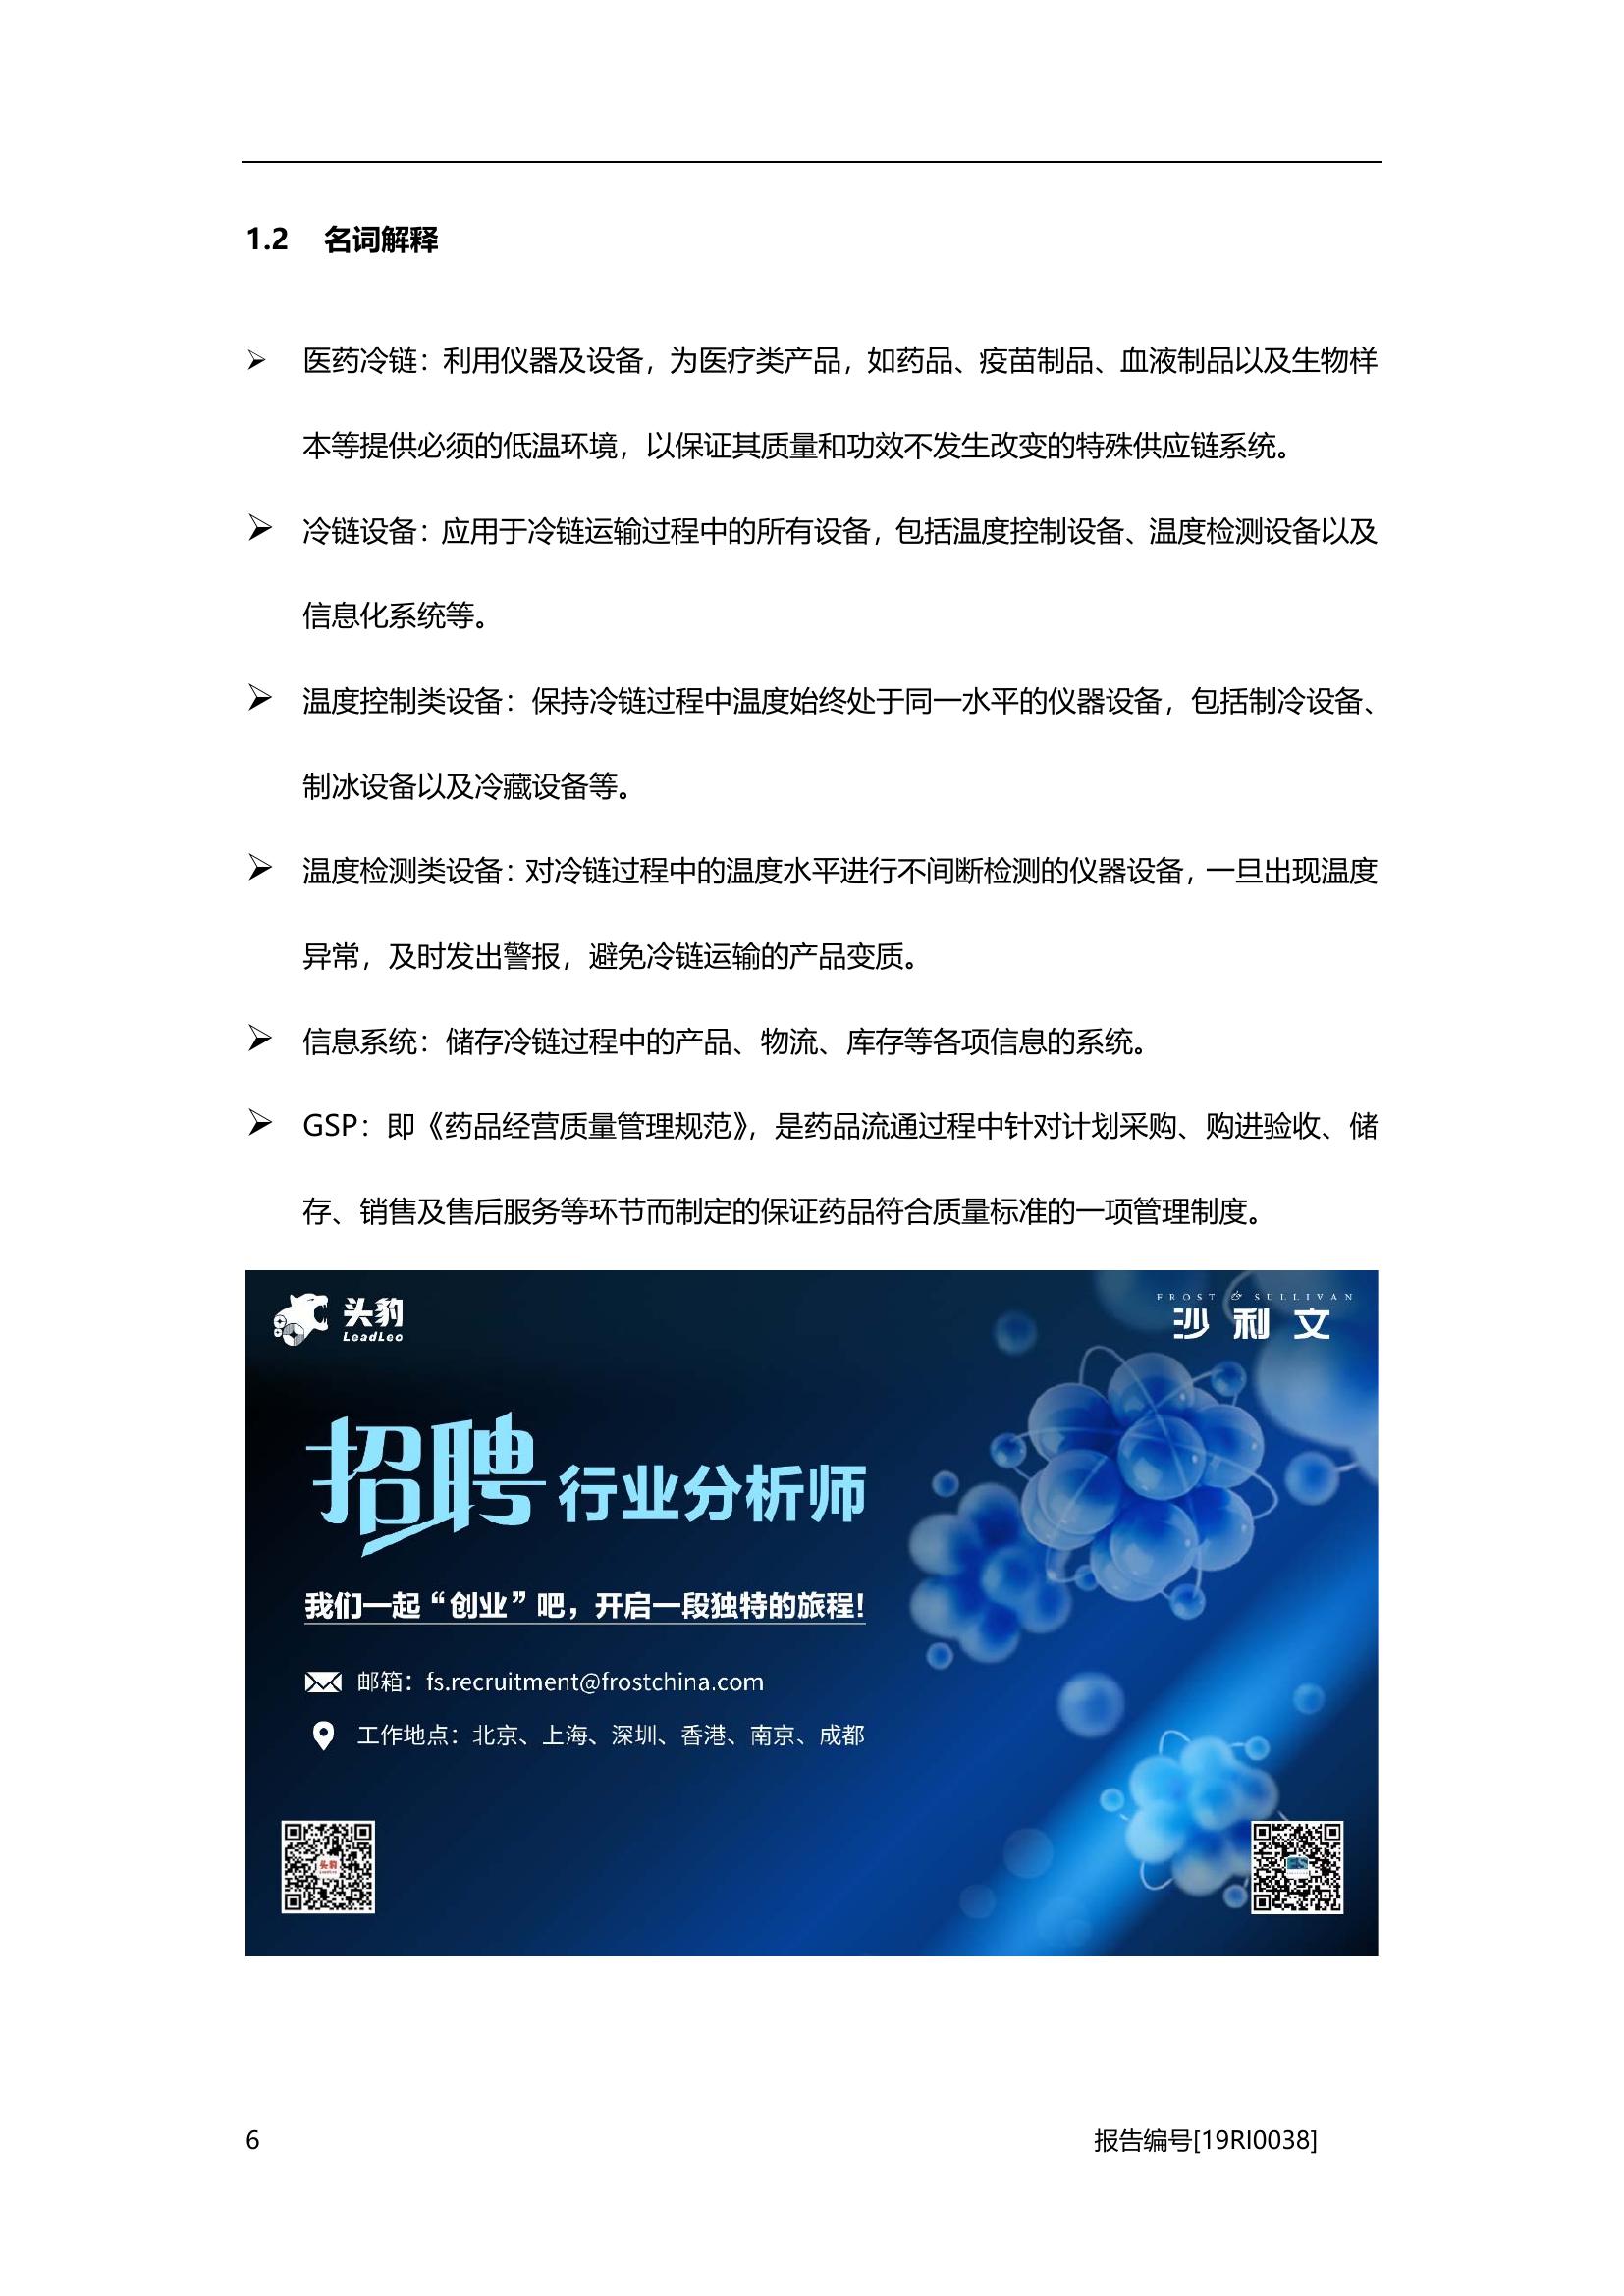 1.2 名词解释
➢ 医药冷链：利用仪器及设备，为医疗类产品，如药品、疫苗制品、血液制品以及生物样
本等提供必须的低温环境，以保证其质量和功效不发生改变的特殊供应链系统。
➢ 冷链设备：应用于冷链运输过程中的所有设备，包括温度控制设备、温度检测设备以及
信息化系统等。
➢ 温度控制类设备：保持冷链过程中温度始终处于同一水平的仪器设备，包括制冷设备、
制冰设备以及冷藏设备等。
➢ 温度检测类设备：对冷链过程中的温度水平进行不间断检测的仪器设备，一旦出现温度
异常，及时发出警报，避免冷链运输的产品变质。
➢ 信息系统：储存冷链过程中的产品、物流、库存等各项信息的系统。
➢ GSP：即《药品经营质量管理规范》，是药品流通过程中针对计划采购、购进验收、储
存、销售及售后服务等环节而制定的保证药品符合质量标准的一项管理制度。
头豹
LeadLeo
FROST & SULLIVAN
沙利文
招聘 行业分析师
我们一起“创业”吧，开启一段独特的旅程！
邮箱：fs.recruitment@frostchina.com
工作地点：北京、上海、深圳、香港、南京、成都
头豹
6 报告编号[19RI0038]